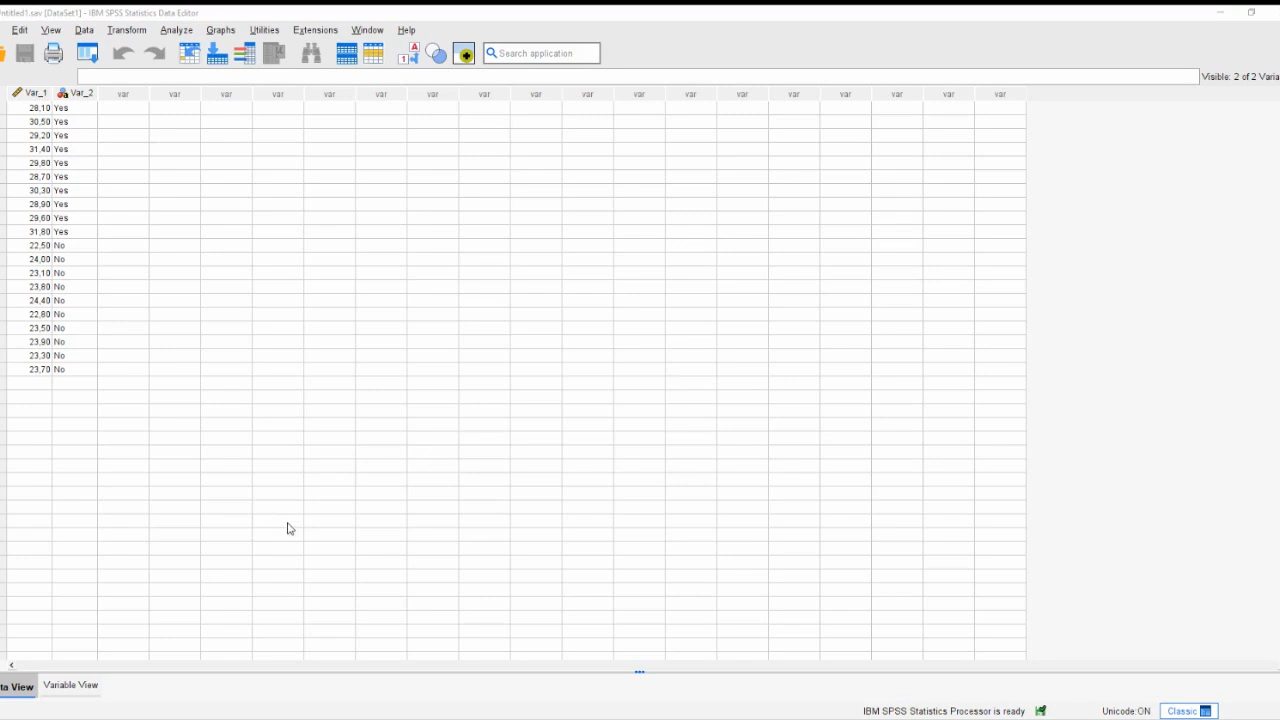 ntitled1.sav [DataSet1] - IBM SPSS Statistics Data Editor
Edit View Data Transform Analyze Graphs Utilities Extensions Window Help
A Search application
1 4
Visible: 2 of 2 Varia
Var_1 Var_2 var var var var var var var var var var var var var var var var var var
28,10 Yes
30,50 Yes
29,20 Yes
31,40 Yes
29,80 Yes
28,70 Yes
30,30 Yes
28,90 Yes
29,60 Yes
31,80 Yes
22,50 No
24,00 No
23,10 No
23,80 No
24,40 No
22,80 No
23,50 No
23,90 No
23,30 No
23,70 No
ta View Variable View
IBM SPSS Statistics Processor is ready Unicode:ON Classic